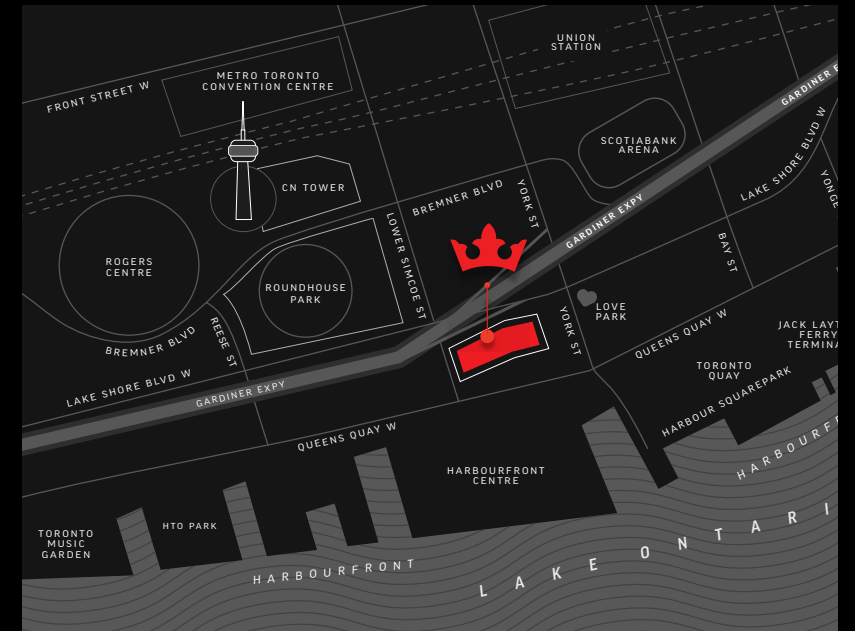 UNION
STATION
METRO TORONTO
CONVENTION CENTRE
FRONT STREET W
GARDINER E
SCOTIABANK
ARENA
LAKE SHORE BLVD W
YONGE
CN TOWER
BREMNER BLVD
YORK ST
LOWER SIMCOE ST
GARDINER EXPY
BAY ST
ROGERS
CENTRE
ROUNDHOUSE
PARK
LOVE
PARK
BREMNER BLVD
REESE ST
YORK ST
QUEENS QUAY W
JACK LAYT
FERRY
TERMINA
TORONTO
QUAY
LAKE SHORE BLVD W
GARDINER EXPY
HARBOUR SQUAREPARK
QUEENS QUAY W
HARBOURF
HARBOURFRONT
CENTRE
HTO PARK
TORONTO
MUSIC
GARDEN
HARBOURFRONT
LAKE ONTARI